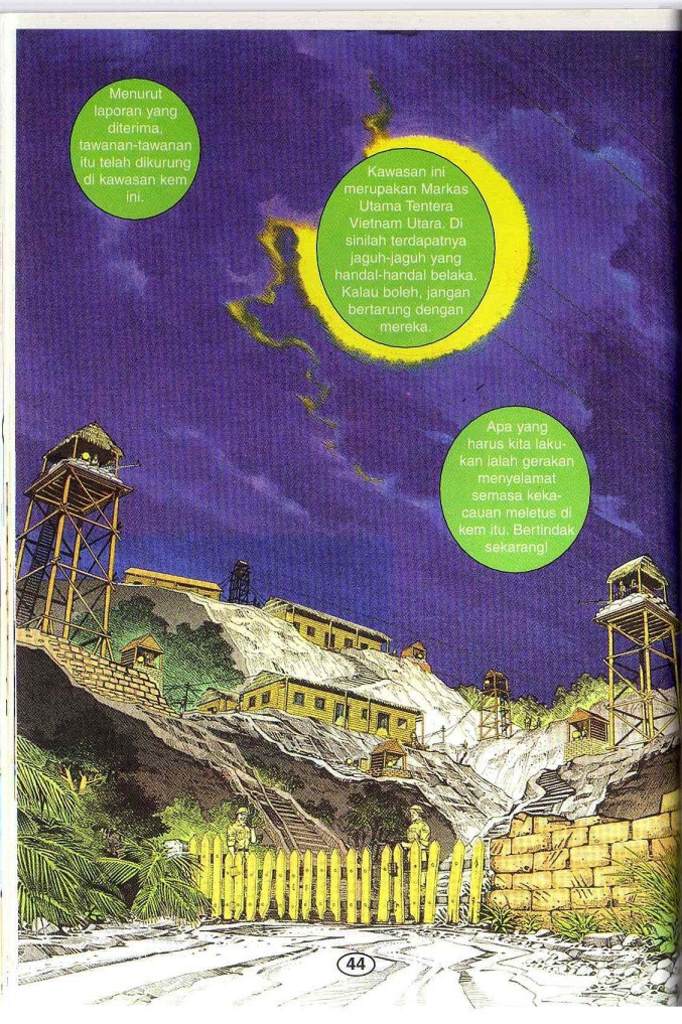 Menurut
laporan yang
diterima,
tawanan-tawanan
itu telah dikurung
di kawasan kem
ini.
Kawasan ini
merupakan Markas
Utama Tentera
Vietnam Utara. Di
sinilah terdapatnya
jaguh-jaguh yang
handal-handal belaka.
Kalau boleh, jangan
bertarung dengan
mereka.
Apa yang
harus kita laku-
kan ialah gerakan
menyelamat
semasa keka-
cauan meletus di
kem itu. Bertindak
sekarang!
44